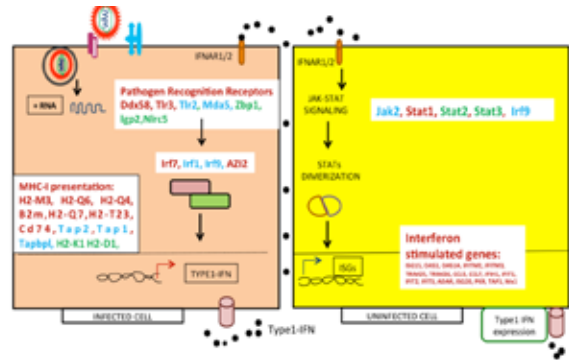 IFNAR1/2
+ RNA
Pathogen Recognition Receptors
Ddx58, Tlr3, Tlr2, Mda5, Zbp1,
lgp2,Nlrc5
Irf7, Irf1, Irf9, AZI2
MHC-I presentation:
H2-M3, H2-Q6, H2-Q4,
B2m, H2-Q7, H2-T23,
Cd74, Tap2, Tap1,
Tapbpl, H2-K1 H2-D1,
TYPE1-IFN
INFECTED CELL
Type1-IFN
IFNAR1/2
JAK-STAT
SIGNALING
Jak2, Stat1, Stat2, Stat3, Irf9
STATs
DIMERIZATION
Interferon
stimulated genes:
ISGs
UNINFECTED CELL
Type1 IFN
expression